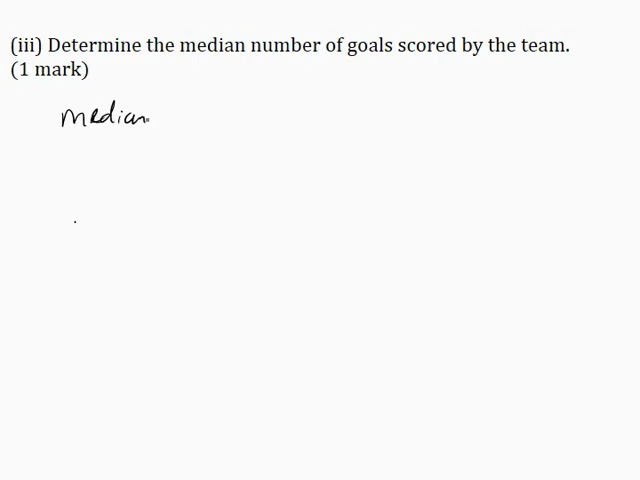 (iii) Determine the median number of goals scored by the team.
(1 mark)
median